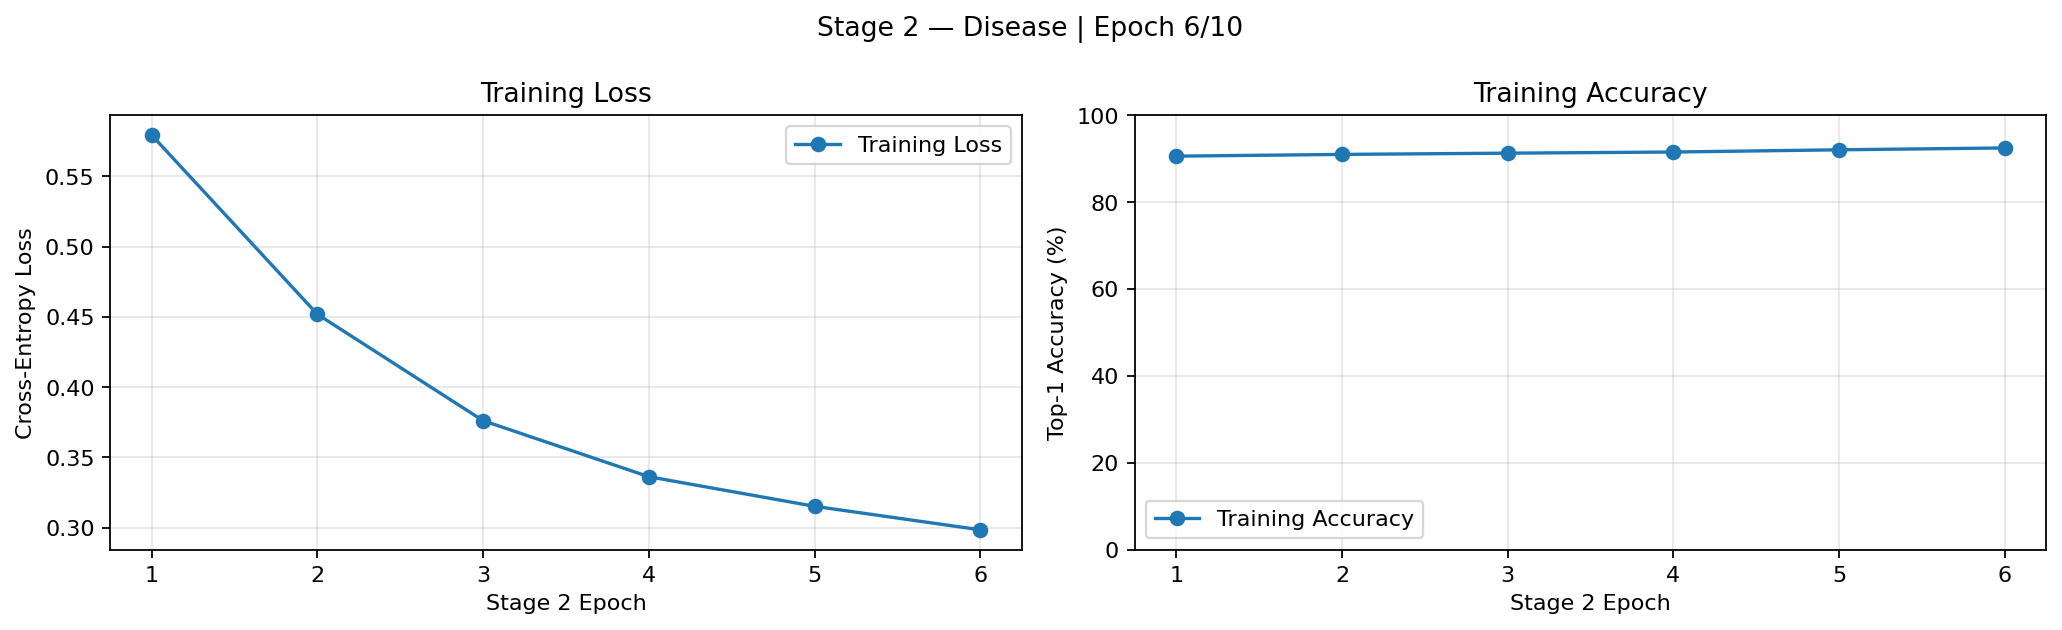 Stage 2 — Disease | Epoch 6/10
Training Loss
Cross-Entropy Loss
0.55
0.50
0.45
0.40
0.35
0.30
Training Loss
1 2 3 4 5 6
Stage 2 Epoch
Training Accuracy
Top-1 Accuracy (%)
100
80
60
40
20
0
Training Accuracy
1 2 3 4 5 6
Stage 2 Epoch